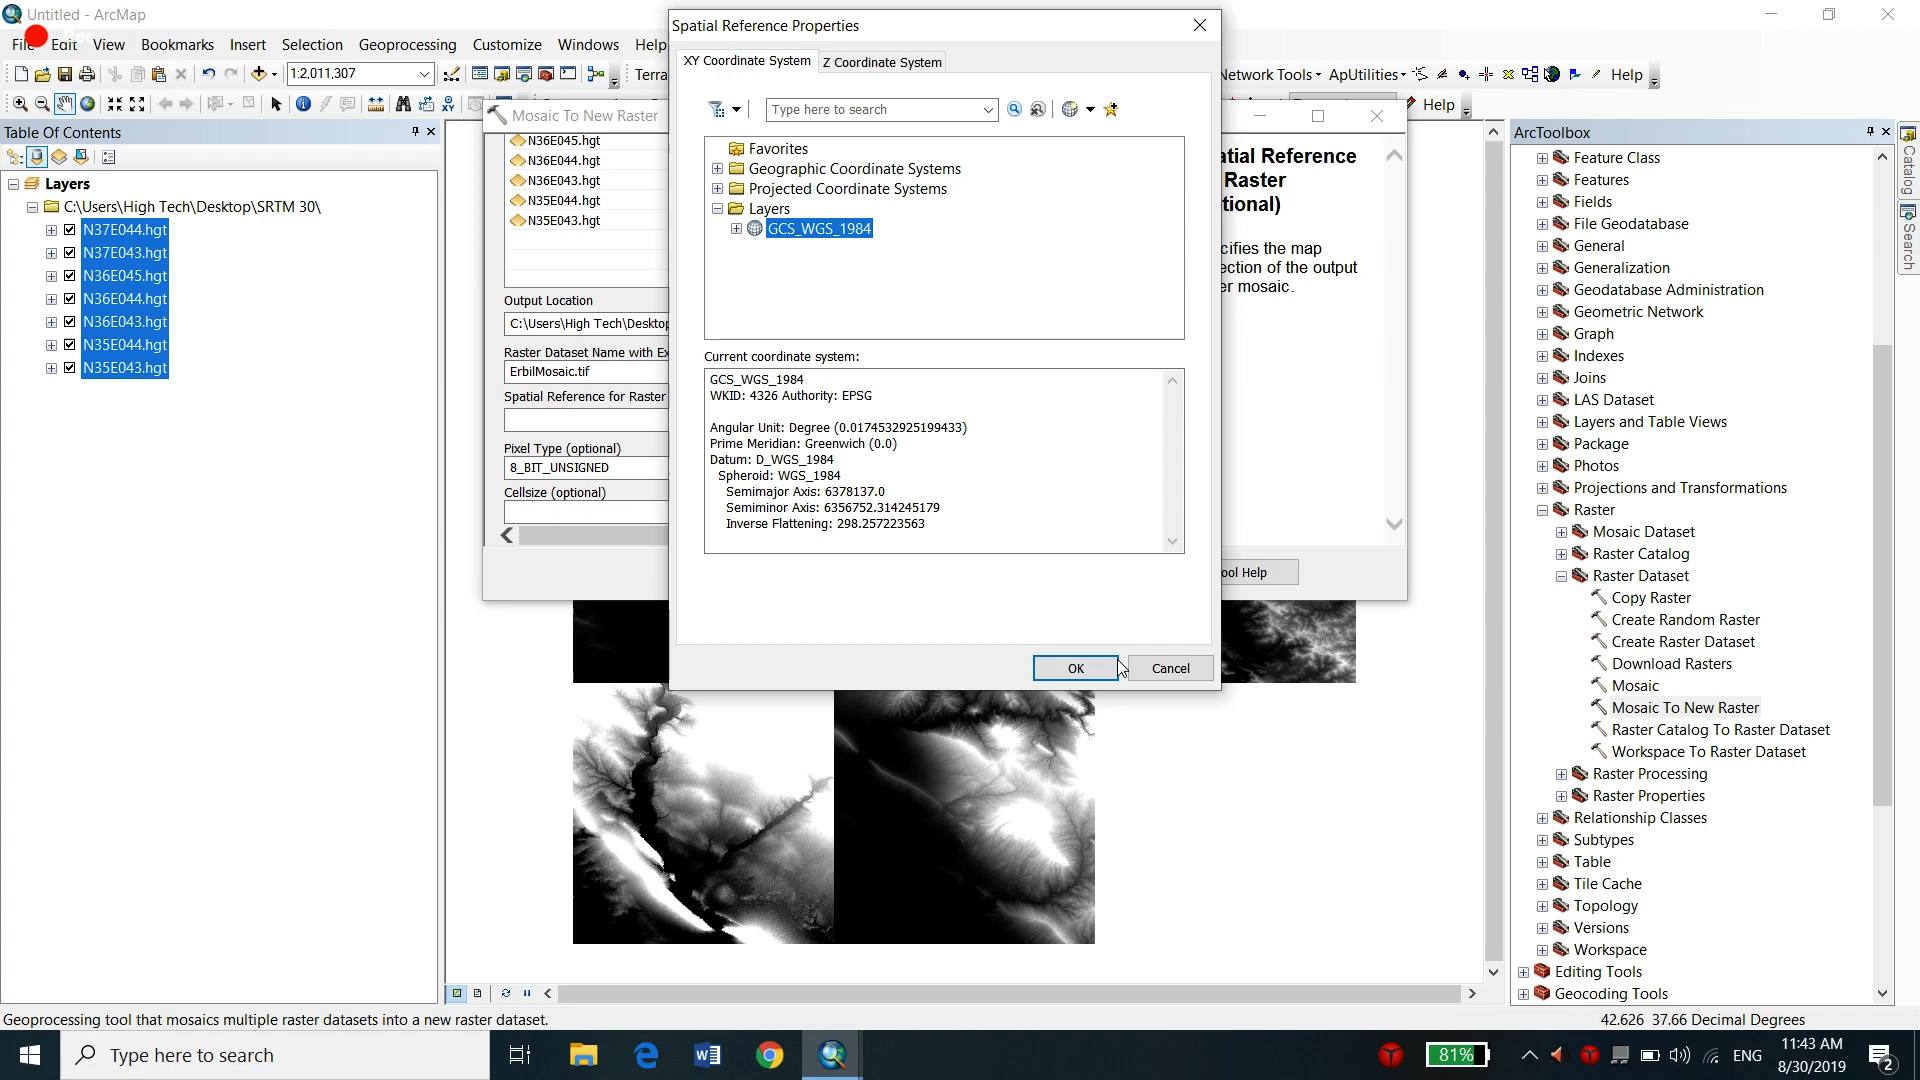 Untitled - ArcMap
File Edit View Bookmarks Insert Selection Geoprocessing Customize Windows Help
1:2,011,307
Terra
Network Tools ApUtilities Help
Help
Table Of Contents
Layers
C:\Users\High Tech\Desktop\SRTM 30\
N37E044.hgt
N37E043.hgt
N36E045.hgt
N36E044.hgt
N36E043.hgt
N35E044.hgt
N35E043.hgt
Mosaic To New Raster
N36E045.hgt
N36E044.hgt
N36E043.hgt
N35E044.hgt
N35E043.hgt
Output Location
C:\Users\High Tech\Desktop
Raster Dataset Name with Ex
ErbilMosaic.tif
Spatial Reference for Raster
Pixel Type (optional)
8_BIT_UNSIGNED
Cellsize (optional)
Spatial Reference Properties
XY Coordinate System
Z Coordinate System
Type here to search
Favorites
Geographic Coordinate Systems
Projected Coordinate Systems
Layers
GCS_WGS_1984
Current coordinate system:
GCS_WGS_1984
WKID: 4326 Authority: EPSG
Angular Unit: Degree (0.0174532925199433)
Prime Meridian: Greenwich (0.0)
Datum: D_WGS_1984
Spheroid: WGS_1984
Semimajor Axis: 6378137.0
Semiminor Axis: 6356752.314245179
Inverse Flattening: 298.257223563
OK
Cancel
atial Reference
Raster
tional)
cifies the map
ection of the output
er mosaic.
ool Help
ArcToolbox
Feature Class
Features
Fields
File Geodatabase
General
Generalization
Geodatabase Administration
Geometric Network
Graph
Indexes
Joins
LAS Dataset
Layers and Table Views
Package
Photos
Projections and Transformations
Raster
Mosaic Dataset
Raster Catalog
Raster Dataset
Copy Raster
Create Random Raster
Create Raster Dataset
Download Rasters
Mosaic
Mosaic To New Raster
Raster Catalog To Raster Dataset
Workspace To Raster Dataset
Raster Processing
Raster Properties
Relationship Classes
Subtypes
Table
Tile Cache
Topology
Versions
Workspace
Editing Tools
Geocoding Tools
Catalog
Search
Geoprocessing tool that mosaics multiple raster datasets into a new raster dataset.
42.626 37.66 Decimal Degrees
Type here to search
81%
ENG
11:43 AM
8/30/2019
2